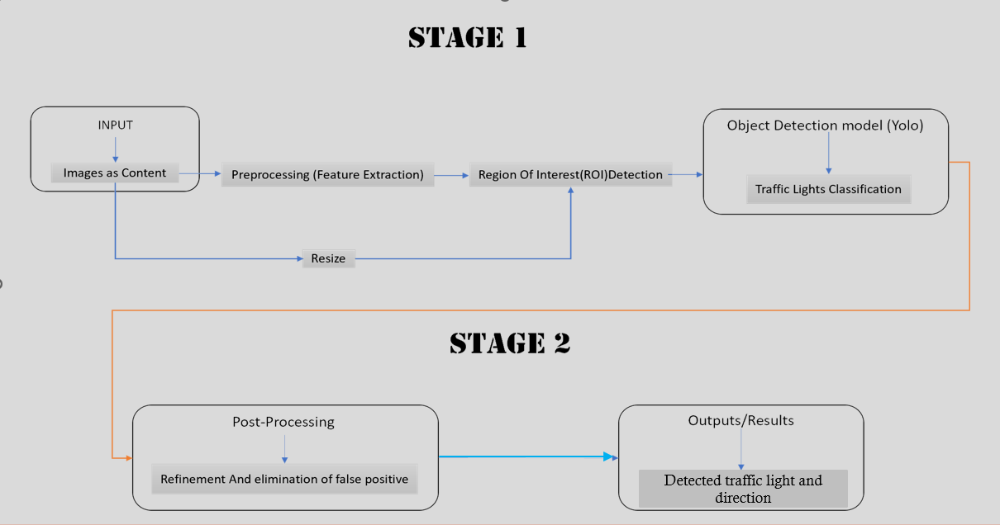 STAGE 1
INPUT
Images as Content
Preprocessing (Feature Extraction)
Region Of Interest(ROI)Detection
Object Detection model (Yolo)
Traffic Lights Classification
Resize
STAGE 2
Post-Processing
Refinement And elimination of false positive
Outputs/Results
Detected traffic light and
direction